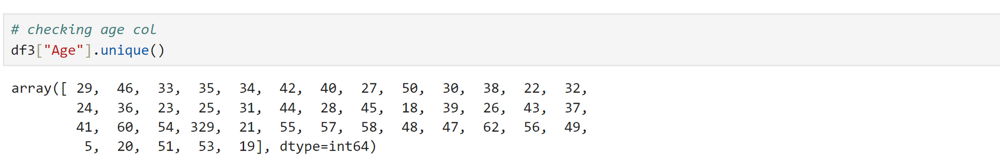 # checking age col
df3["Age"].unique()
array([ 29, 46, 33, 35, 34, 42, 40, 27, 50, 30, 38, 22, 32,
24, 36, 23, 25, 31, 44, 28, 45, 18, 39, 26, 43, 37,
41, 60, 54, 329, 21, 55, 57, 58, 48, 47, 62, 56, 49,
5, 20, 51, 53, 19], dtype=int64)